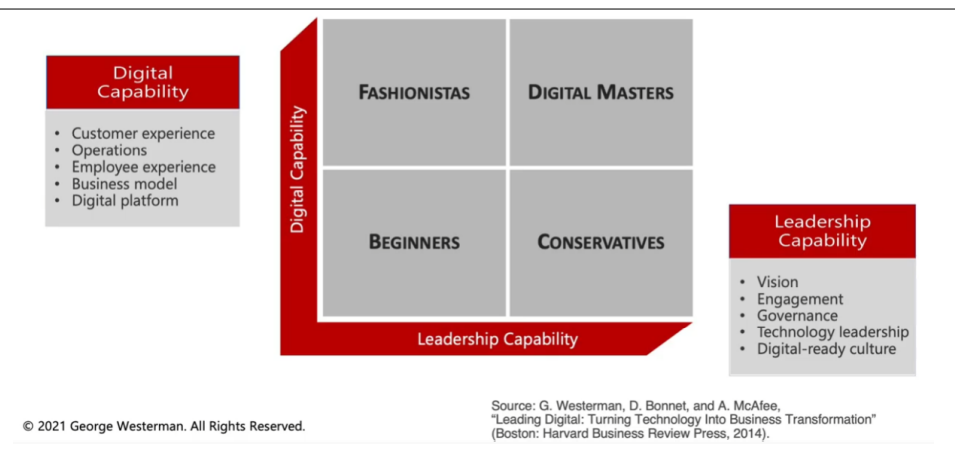 Digital
Capability
• Customer experience
• Operations
• Employee experience
• Business model
• Digital platform
Digital Capability
FASHIONISTAS
DIGITAL MASTERS
BEGINNERS
CONSERVATIVES
Leadership Capability
Leadership
Capability
• Vision
• Engagement
• Governance
• Technology leadership
• Digital-ready culture
© 2021 George Westerman. All Rights Reserved.
Source: G. Westerman, D. Bonnet, and A. McAfee,
“Leading Digital: Turning Technology Into Business Transformation”
(Boston: Harvard Business Review Press, 2014).